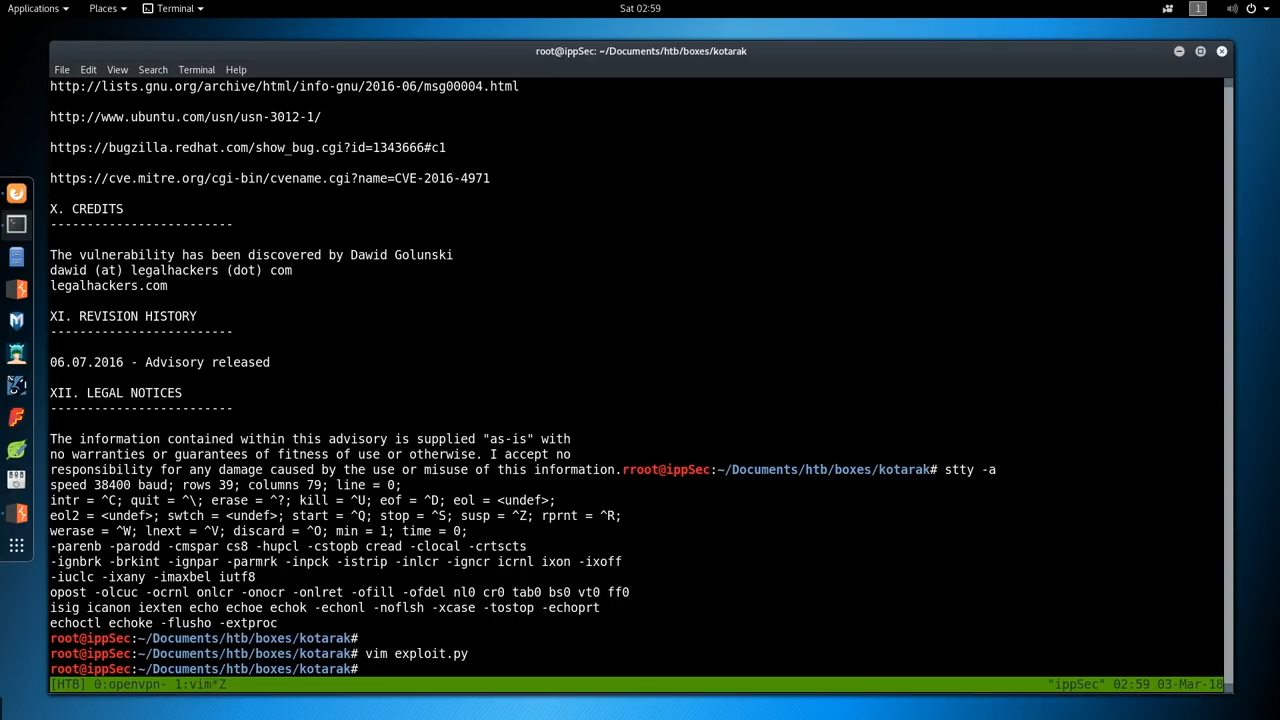 Applications Places Terminal Sat 02:59 1
root@ippSec: ~/Documents/htb/boxes/kotarak
File Edit View Search Terminal Help
http://lists.gnu.org/archive/html/info-gnu/2016-06/msg00004.html
http://www.ubuntu.com/usn/usn-3012-1/
https://bugzilla.redhat.com/show_bug.cgi?id=1343666#c1
https://cve.mitre.org/cgi-bin/cvename.cgi?name=CVE-2016-4971
X. CREDITS
-------------------------
The vulnerability has been discovered by Dawid Golunski
dawid (at) legalhackers (dot) com
legalhackers.com
XI. REVISION HISTORY
-------------------------
06.07.2016 - Advisory released
XII. LEGAL NOTICES
-------------------------
The information contained within this advisory is supplied "as-is" with
no warranties or guarantees of fitness of use or otherwise. I accept no
responsibility for any damage caused by the use or misuse of this information.rroot@ippSec:~/Documents/htb/boxes/kotarak# stty -a
speed 38400 baud; rows 39; columns 79; line = 0;
intr = ^C; quit = ^\; erase = ^?; kill = ^U; eof = ^D; eol = <undef>;
eol2 = <undef>; swtch = <undef>; start = ^Q; stop = ^S; susp = ^Z; rprnt = ^R;
werase = ^W; lnext = ^V; discard = ^O; min = 1; time = 0;
-parenb -parodd -cmspar cs8 -hupcl -cstopb cread -clocal -crtscts
-ignbrk -brkint -ignpar -parmrk -inpck -istrip -inlcr -igncr icrnl ixon -ixoff
-iuclc -ixany -imaxbel iutf8
opost -olcuc -ocrnl onlcr -onocr -onlret -ofill -ofdel nl0 cr0 tab0 bs0 vt0 ff0
isig icanon iexten echo echoe echok -echonl -noflsh -xcase -tostop -echoprt
echoctl echoke -flusho -extproc
root@ippSec:~/Documents/htb/boxes/kotarak#
root@ippSec:~/Documents/htb/boxes/kotarak# vim exploit.py
root@ippSec:~/Documents/htb/boxes/kotarak#
[HTB] 0:openvpn- 1:vim*Z "ippSec" 02:59 03-Mar-18